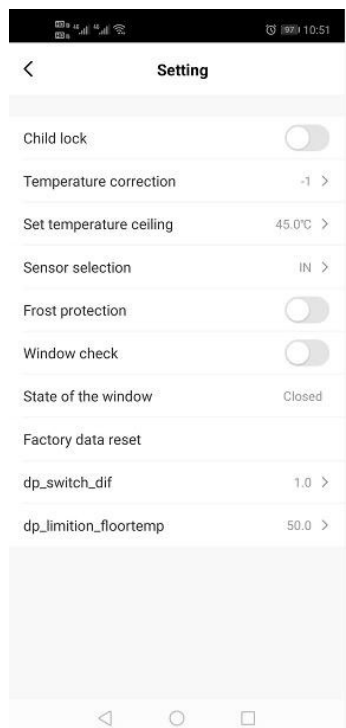 97 10:51
Setting
Child lock
Temperature correction -1 >
Set temperature ceiling 45.0℃ >
Sensor selection IN >
Frost protection
Window check
State of the window Closed
Factory data reset
dp_switch_dif 1.0 >
dp_limition_floortemp 50.0 >